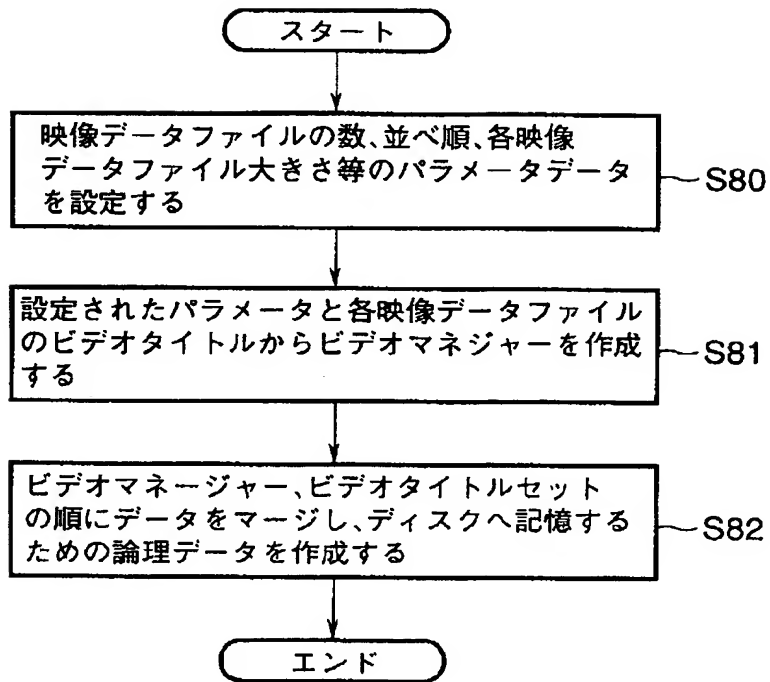 スタート
映像データファイルの数、並べ順、各映像
データファイル大きさ等のパラメータデータ
を設定する
S80
設定されたパラメータと各映像データファイル
のビデオタイトルからビデオマネジャーを作成
する
S81
ビデオマネージャー、ビデオタイトルセット
の順にデータをマージし、ディスクへ記憶する
ための論理データを作成する
S82
エンド